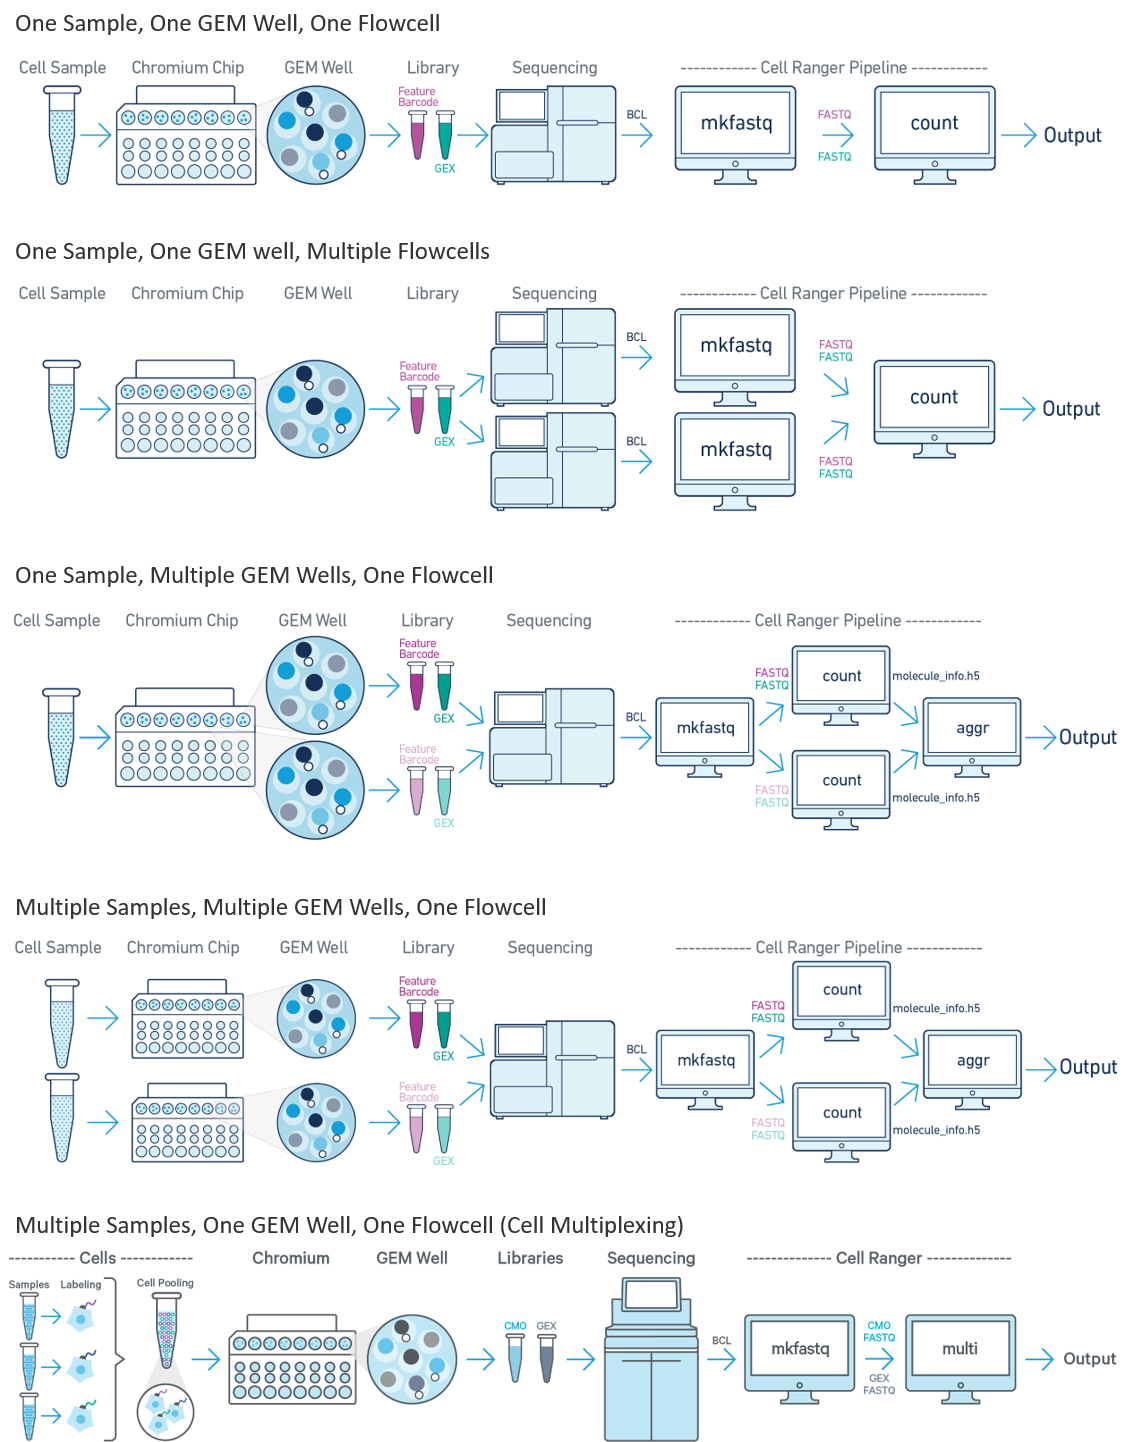 One Sample, One GEM Well, One Flowcell
Cell Sample Chromium Chip GEM Well Library Sequencing ------------ Cell Ranger Pipeline ------------
Feature
Barcode
GEX
BCL
mkfastq
FASTQ
FASTQ
count
Output
One Sample, One GEM well, Multiple Flowcells
Cell Sample Chromium Chip GEM Well Library Sequencing ------------ Cell Ranger Pipeline ------------
Feature
Barcode
GEX
BCL
mkfastq
FASTQ
FASTQ
BCL
mkfastq
FASTQ
FASTQ
count
Output
One Sample, Multiple GEM Wells, One Flowcell
Cell Sample Chromium Chip GEM Well Library Sequencing ------------ Cell Ranger Pipeline ------------
Feature
Barcode
GEX
Feature
Barcode
GEX
BCL
mkfastq
FASTQ
FASTQ
count
molecule_info.h5
FASTQ
FASTQ
count
molecule_info.h5
aggr
Output
Multiple Samples, Multiple GEM Wells, One Flowcell
Cell Sample Chromium Chip GEM Well Library Sequencing ------------ Cell Ranger Pipeline ------------
Feature
Barcode
GEX
Feature
Barcode
GEX
BCL
mkfastq
FASTQ
FASTQ
count
molecule_info.h5
FASTQ
FASTQ
count
molecule_info.h5
aggr
Output
Multiple Samples, One GEM Well, One Flowcell (Cell Multiplexing)
----------- Cells ------------ Chromium GEM Well Libraries Sequencing -------------- Cell Ranger --------------
Samples Labeling Cell Pooling
CMO GEX
BCL
mkfastq
CMO
FASTQ
GEX
FASTQ
multi
Output